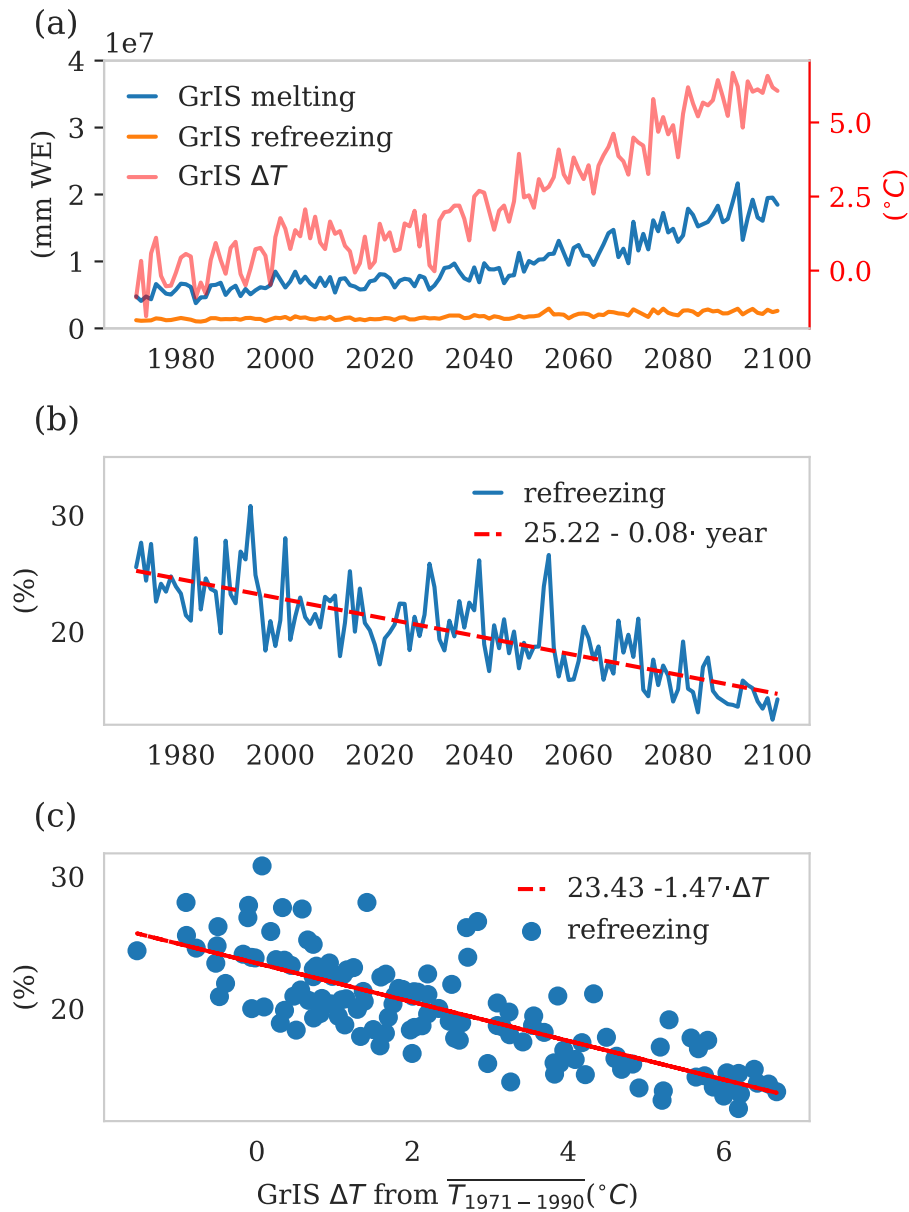 (a)
1e7
4
3
2
1
0
(mm WE)
GrIS melting
GrIS refreezing
GrIS ΔT
5.0
2.5
0.0
(°C)
1980 2000 2020 2040 2060 2080 2100
(b)
30
20
(%)
refreezing
25.22 - 0.08· year
1980 2000 2020 2040 2060 2080 2100
(c)
30
20
(%)
23.43 -1.47·ΔT
refreezing
0 2 4 6
GrIS ΔT from T1971−1990(°C)